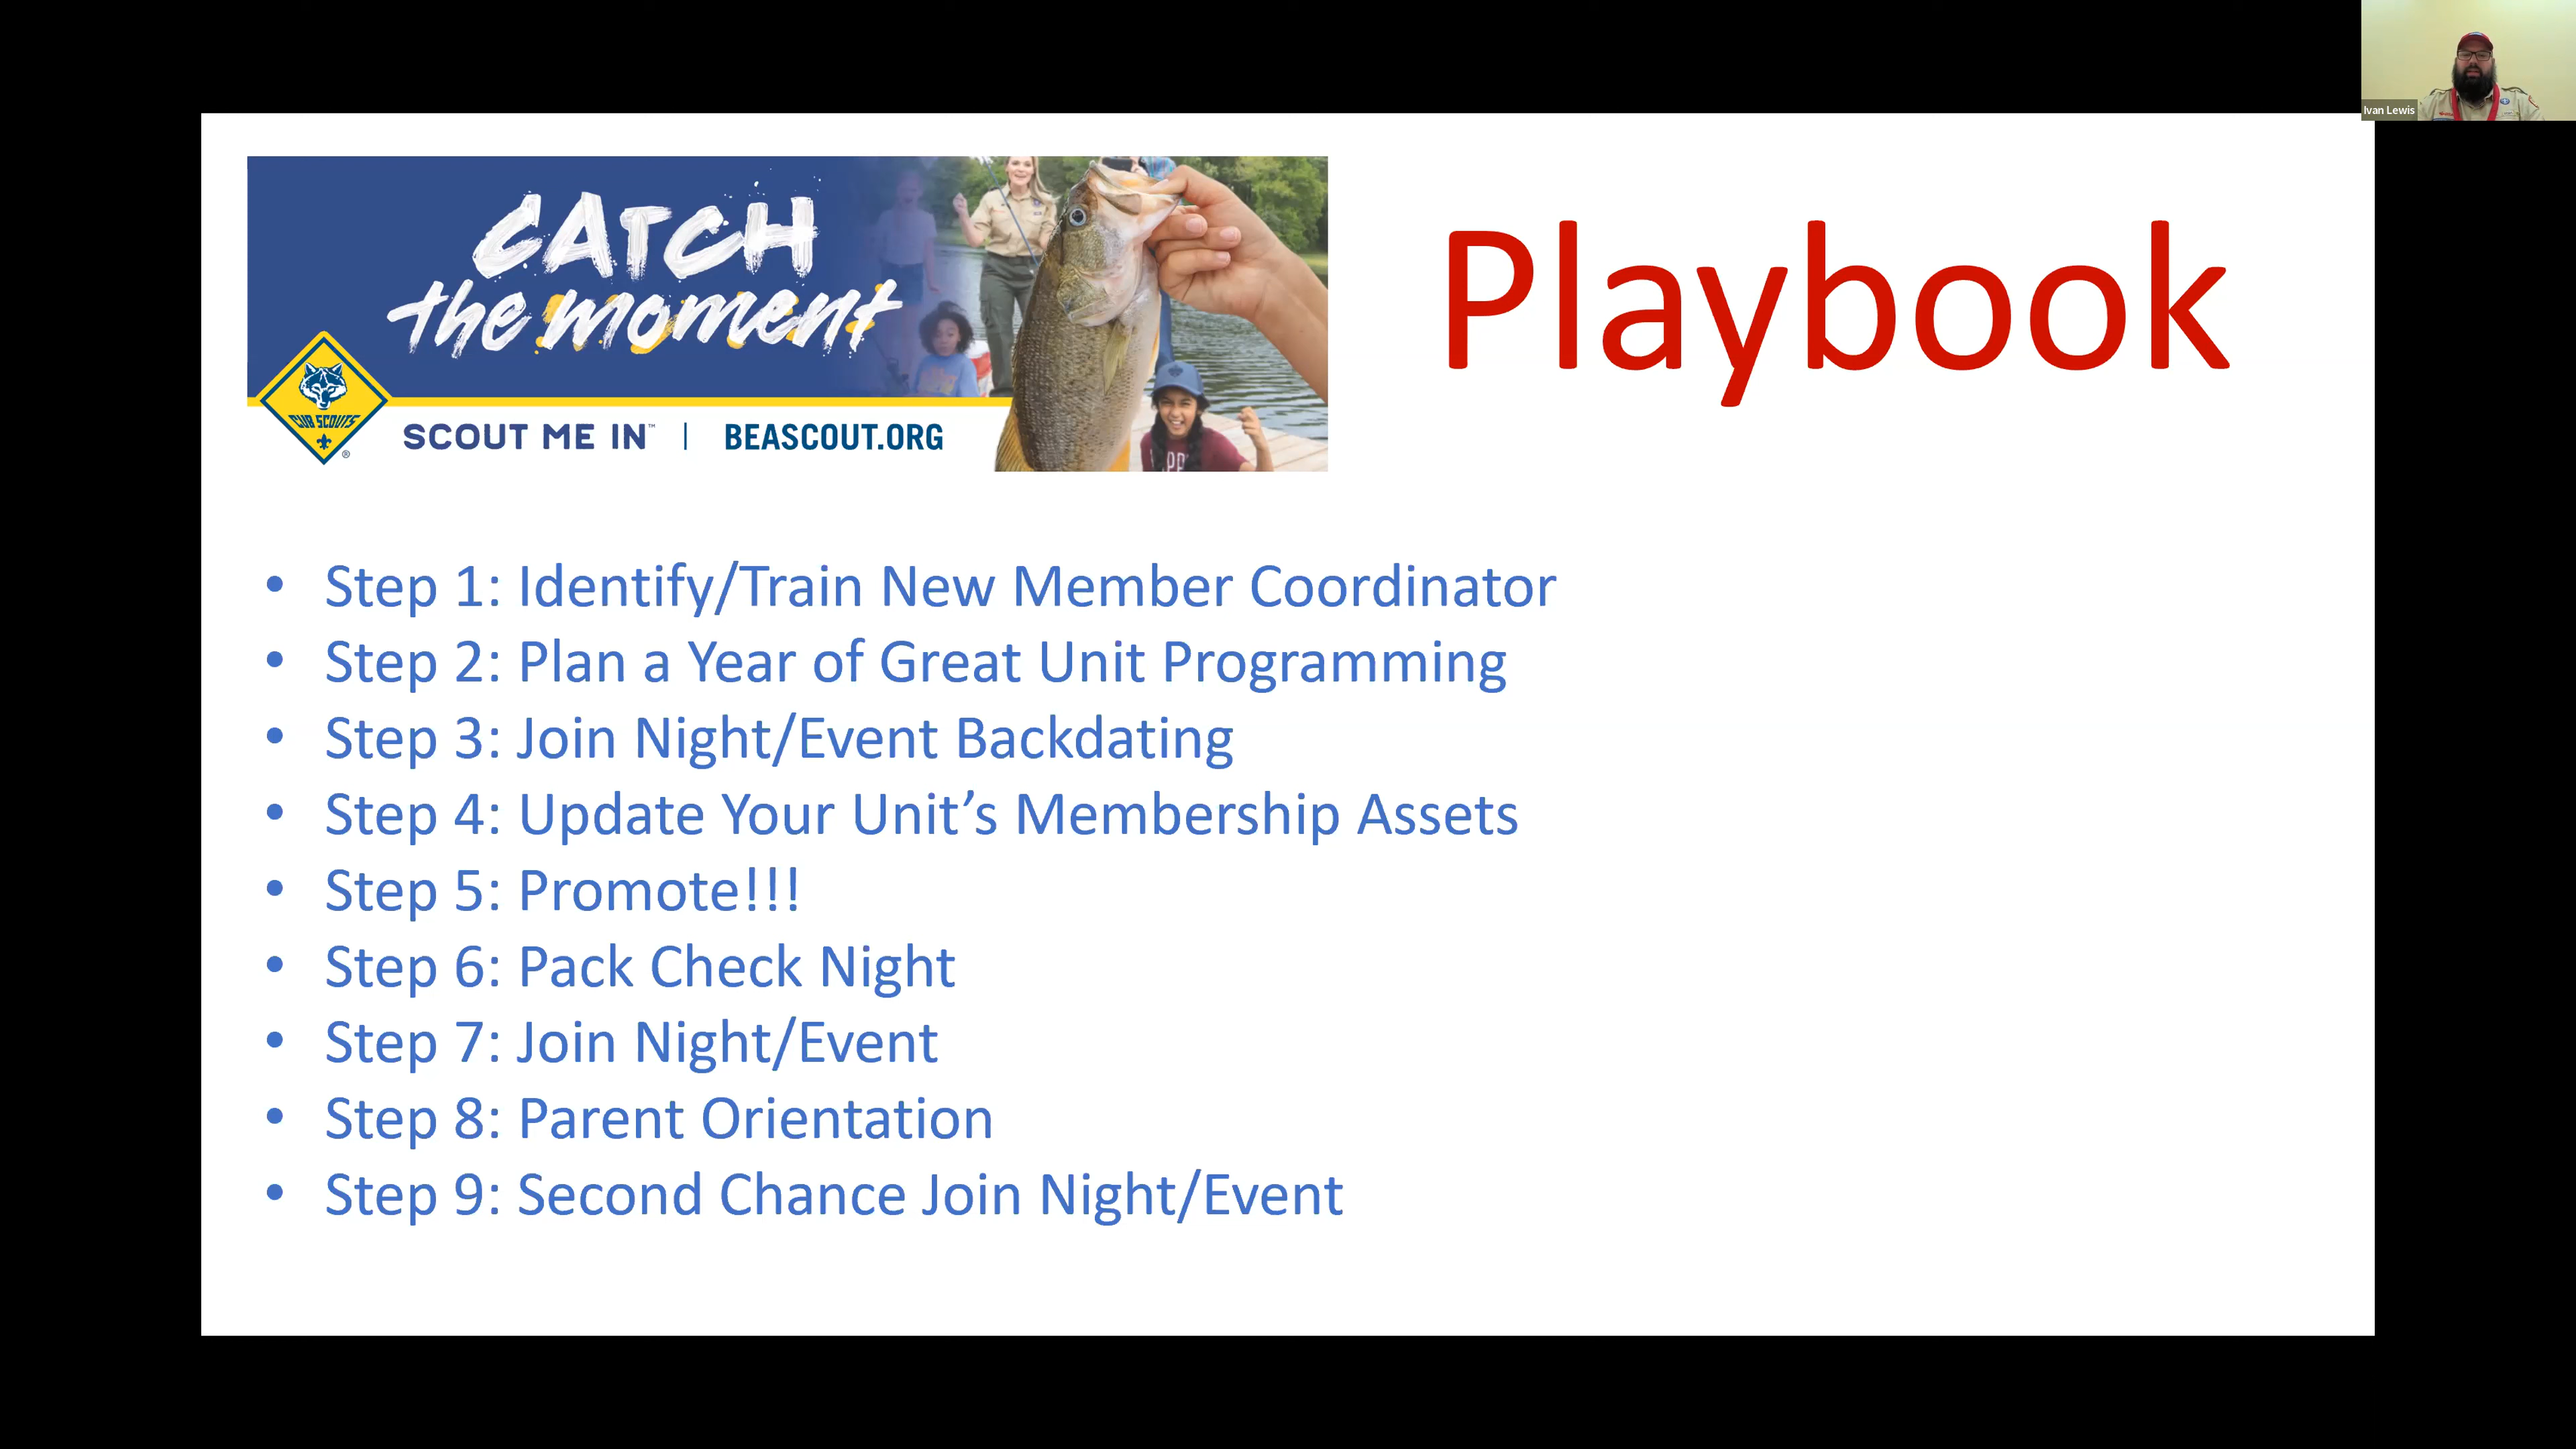 Ivan Lewis
CATCH
the moment
CUB SCOUTS
®
SCOUT ME IN™ | BEASCOUT.ORG
Playbook
• Step 1: Identify/Train New Member Coordinator
• Step 2: Plan a Year of Great Unit Programming
• Step 3: Join Night/Event Backdating
• Step 4: Update Your Unit’s Membership Assets
• Step 5: Promote!!!
• Step 6: Pack Check Night
• Step 7: Join Night/Event
• Step 8: Parent Orientation
• Step 9: Second Chance Join Night/Event